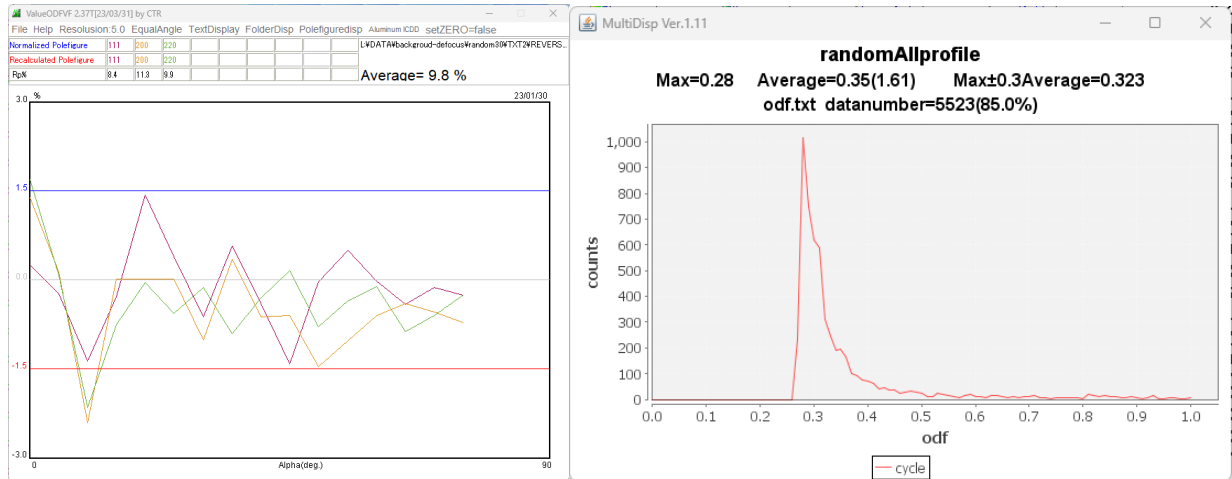 ValueODFVF 2.37T[23/03/31] by CTR
File Help Resolusion:5.0 EqualAngle TextDisplay FolderDisp Polefiguredisp Aluminum ICDD setZERO=false
Normalized Polefigure 111 200 220
L:¥DATA¥backgroud-defocus¥random30¥TXT2¥REVERS...
Recalculated Polefigure 111 200 220
Rp% 8.4 11.3 9.9
Average= 9.8 %
3.0 %
23/01/30
1.5
0.0
-1.5
-3.0
0 Alpha(deg.) 90
MultiDisp Ver.1.11
randomAllprofile
Max=0.28 Average=0.35(1.61) Max±0.3Average=0.323
odf.txt datanumber=5523(85.0%)
counts
1,000
900
800
700
600
500
400
300
200
100
0
0.0 0.1 0.2 0.3 0.4 0.5 0.6 0.7 0.8 0.9 1.0
odf
cycle